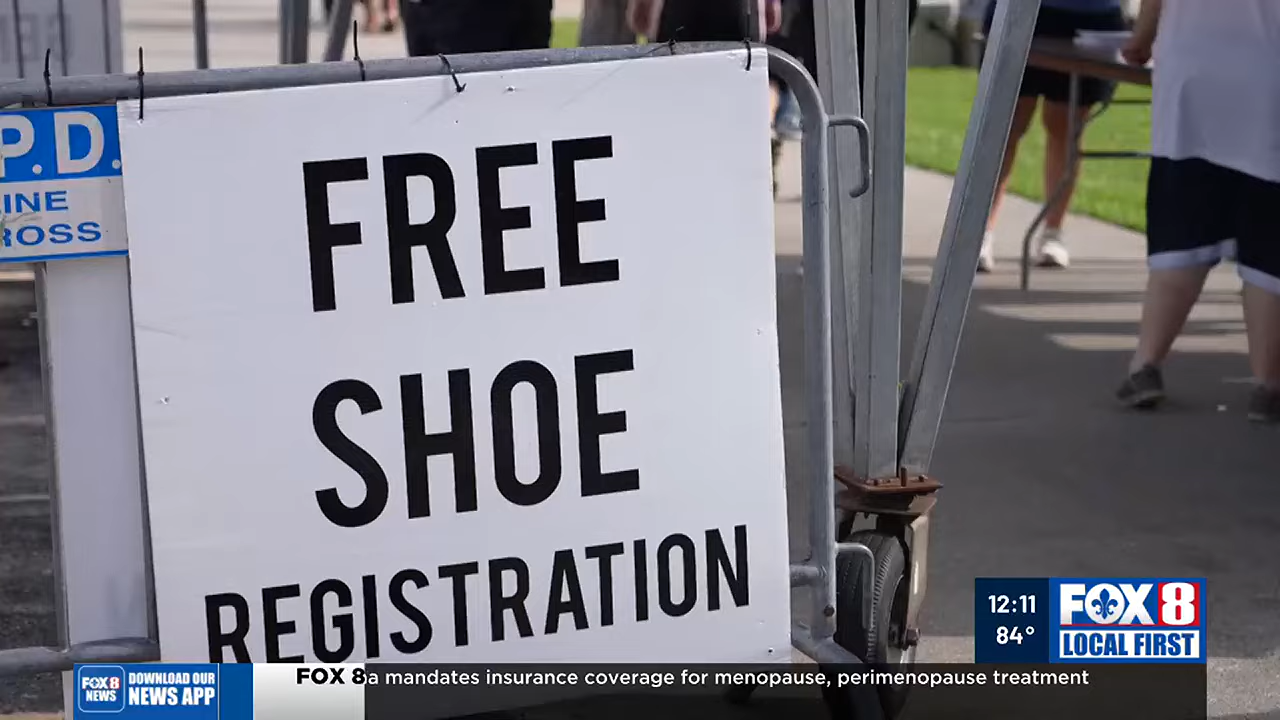 P.D.
INE
ROSS
FREE
SHOE
REGISTRATION
12:11
84°
FOX 8
LOCAL FIRST
FOX 8
NEWS
DOWNLOAD OUR
NEWS APP
FOX 8
a mandates insurance coverage for menopause, perimenopause treatment